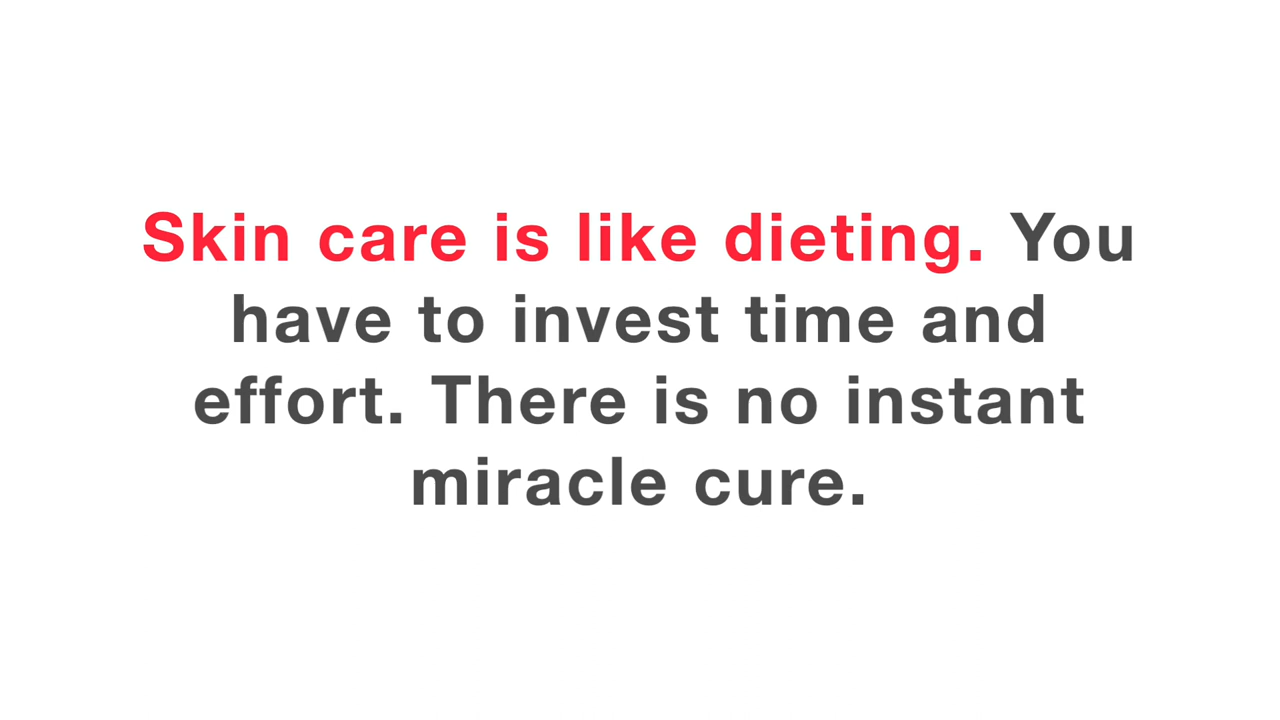 Skin care is like dieting. You
have to invest time and
effort. There is no instant
miracle cure.